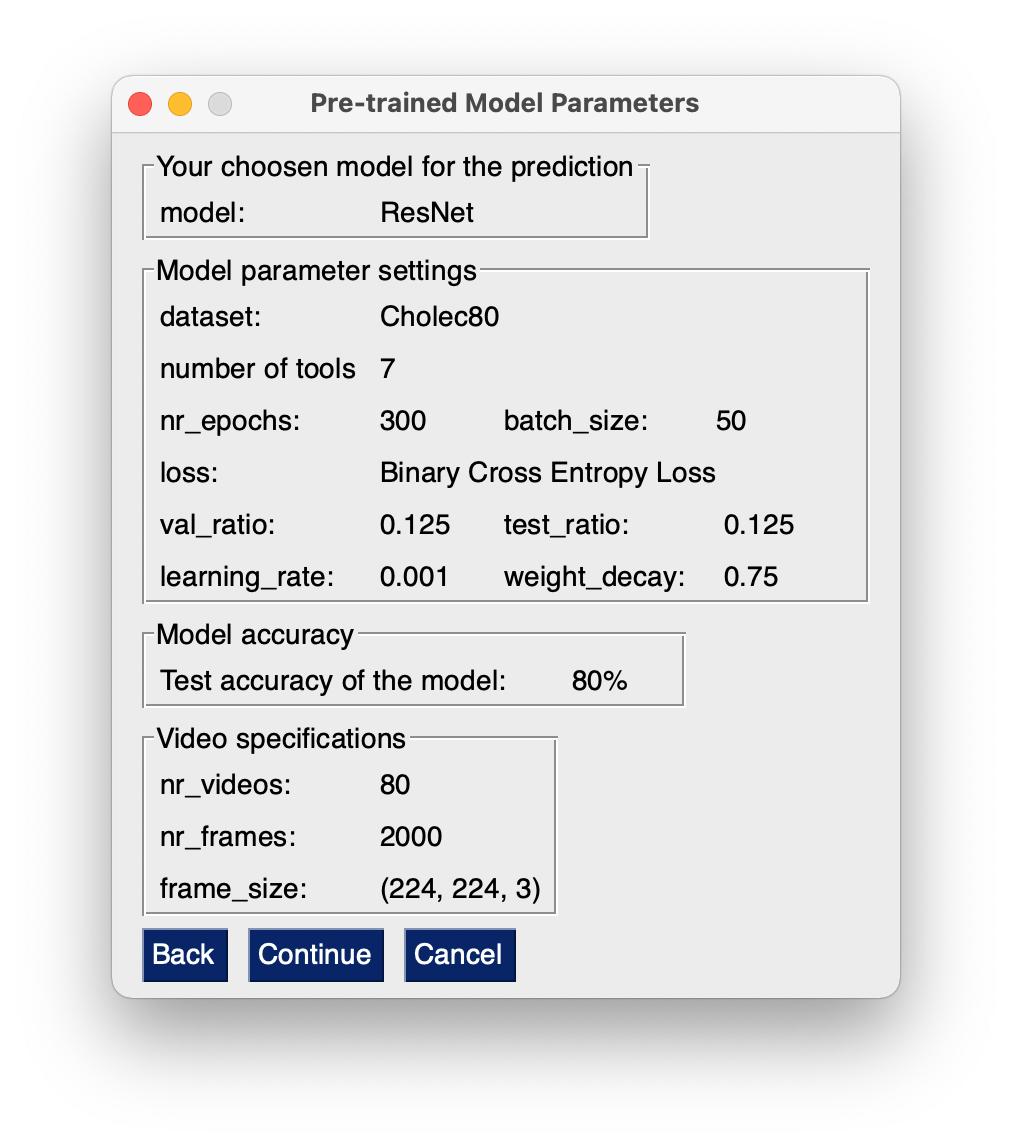 Pre-trained Model Parameters
Your choosen model for the prediction
model: ResNet
Model parameter settings
dataset: Cholec80
number of tools 7
nr_epochs: 300 batch_size: 50
loss: Binary Cross Entropy Loss
val_ratio: 0.125 test_ratio: 0.125
learning_rate: 0.001 weight_decay: 0.75
Model accuracy
Test accuracy of the model: 80%
Video specifications
nr_videos: 80
nr_frames: 2000
frame_size: (224, 224, 3)
Back Continue Cancel